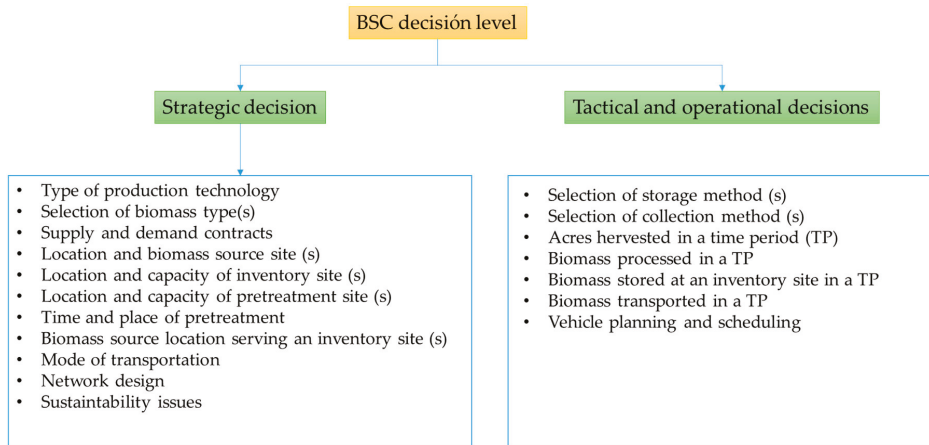 BSC decisión level
Strategic decision
Tactical and operational decisions
• Type of production technology
• Selection of biomass type(s)
• Supply and demand contracts
• Location and biomass source site (s)
• Location and capacity of inventory site (s)
• Location and capacity of pretreatment site (s)
• Time and place of pretreatment
• Biomass source location serving an inventory site (s)
• Mode of transportation
• Network design
• Sustainability issues
• Selection of storage method (s)
• Selection of collection method (s)
• Acres hervested in a time period (TP)
• Biomass processed in a TP
• Biomass stored at an inventory site in a TP
• Biomass transported in a TP
• Vehicle planning and scheduling